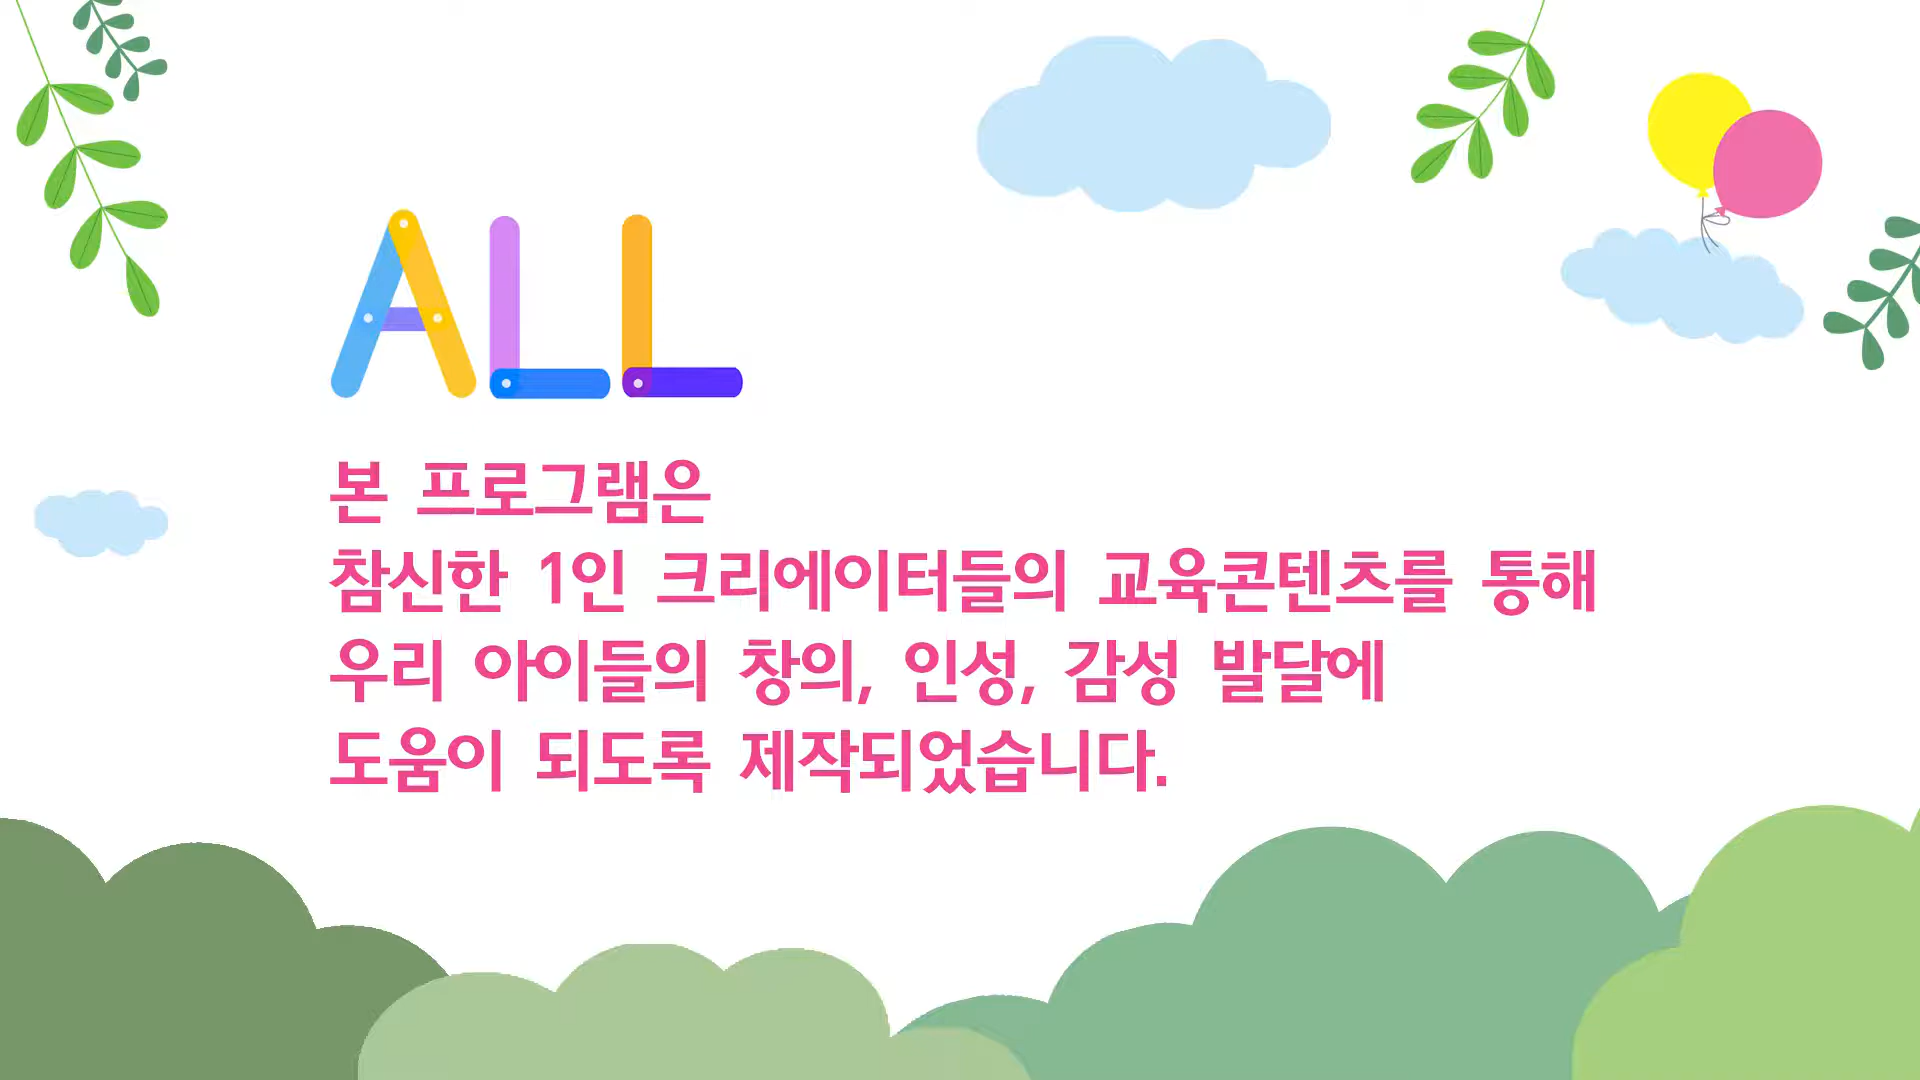 ALL
본 프로그램은
참신한 1인 크리에이터들의 교육콘텐츠를 통해
우리 아이들의 창의, 인성, 감성 발달에
도움이 되도록 제작되었습니다.